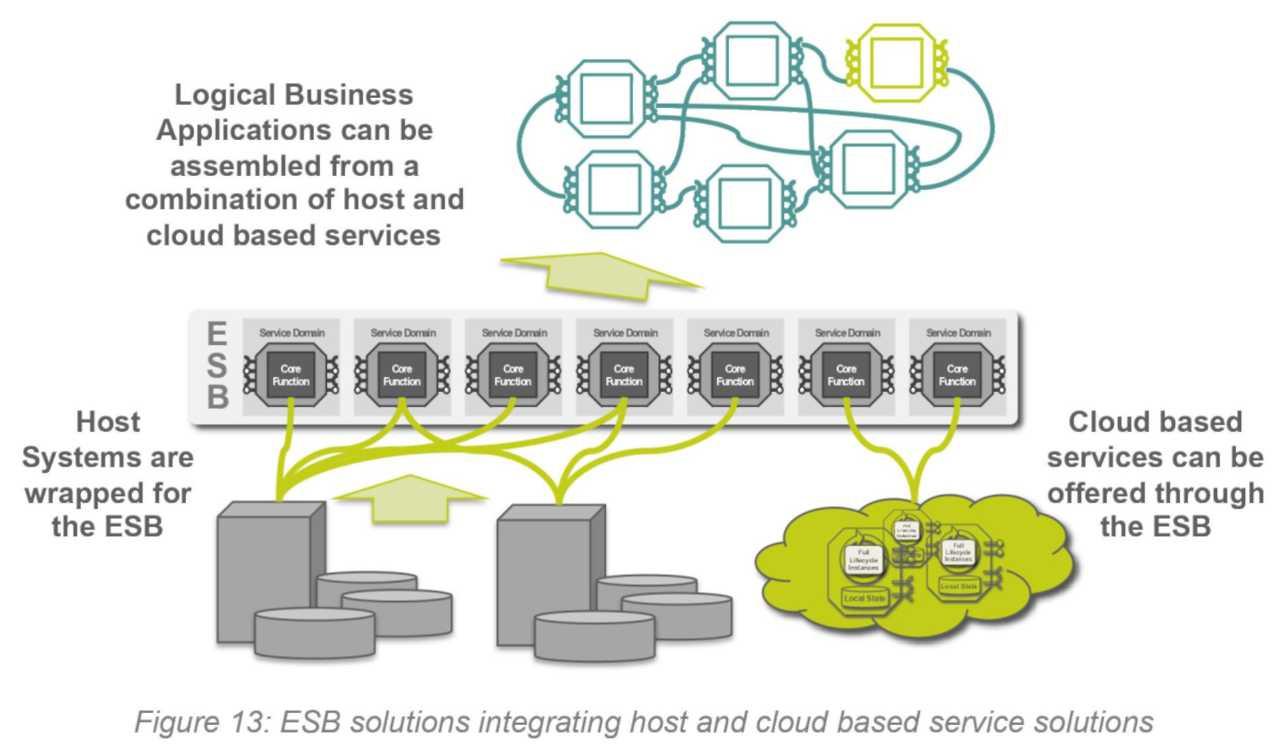 Logical Business
Applications can be
assembled from a
combination of host and
cloud based services
E
S
B
Service Domain
Core
Function
Service Domain
Core
Function
Service Domain
Core
Function
Service Domain
Core
Function
Service Domain
Core
Function
Service Domain
Core
Function
Service Domain
Core
Function
Host
Systems are
wrapped for
the ESB
Cloud based
services can be
offered through
the ESB
Full
Lifecycle
Instances
Local State
Full
Lifecycle
Instances
Full
Lifecycle
Instances
Local State
Figure 13: ESB solutions integrating host and cloud based service solutions